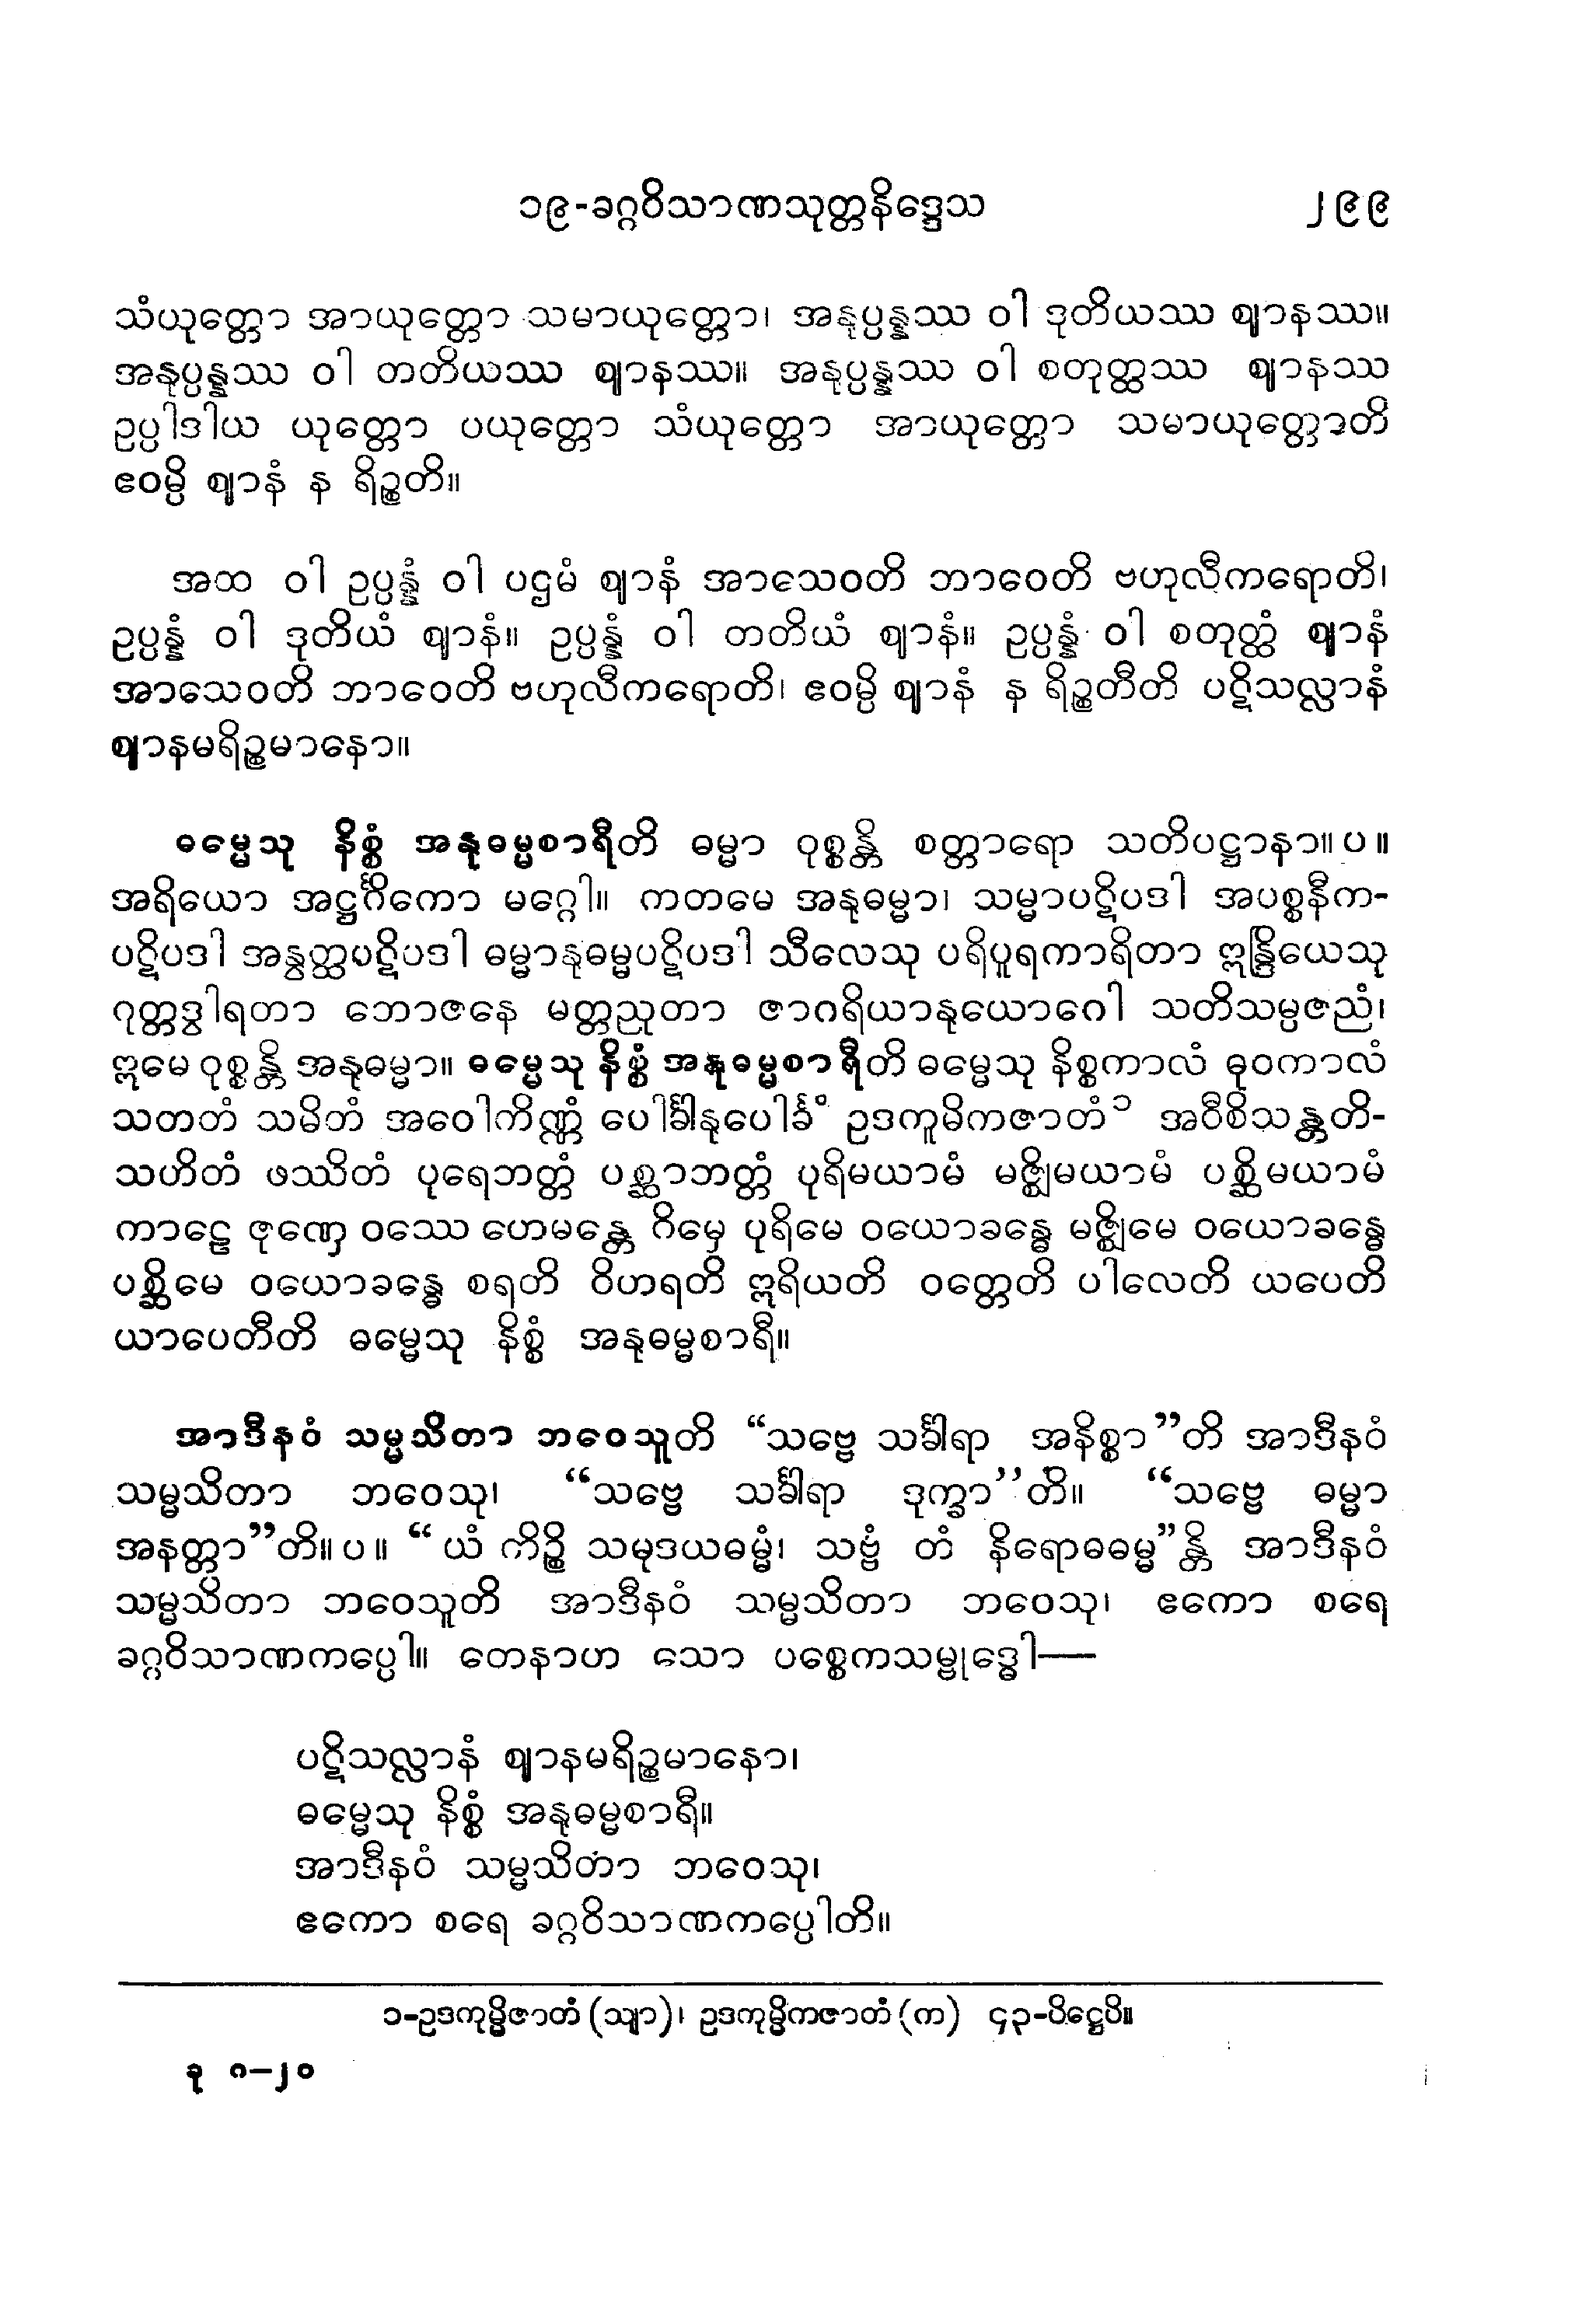 ၁၉-ခဂ္ဂဝိသာဏသုတ္တနိဒ္ဒေသ ၂၉၉
သံယုတ္တော အာယုတ္တော သမာယုတ္တော၊ အနုပ္ပန္နဿ ဝါ ဒုတိယဿ ဈာနဿ။
အနုပ္ပန္နဿ ဝါ တတိယဿ ဈာနဿ။ အနုပ္ပန္နဿ ဝါ စတုတ္ထဿ ဈာနဿ
ဥပ္ပါဒါယ ယုတ္တော ပယုတ္တော သံယုတ္တော အာယုတ္တော သမာယုတ္တောတိ
ဧဝမ္ပိ ဈာနံ န ရိဉ္စတိ။
အထ ဝါ ဥပ္ပန္နံ ဝါ ပဌမံ ဈာနံ အာသေဝတိ ဘာဝေတိ ဗဟုလီကရောတိ၊
ဥပ္ပန္နံ ဝါ ဒုတိယံ ဈာနံ။ ဥပ္ပန္နံ ဝါ တတိယံ ဈာနံ။ ဥပ္ပန္နံ ဝါ စတုတ္ထံ ဈာနံ
အာသေဝတိ ဘာဝေတိ ဗဟုလီကရောတိ၊ ဧဝမ္ပိ ဈာနံ န ရိဉ္စတီတိ ပဋိသလ္လာနံ
ဈာနမရိဉ္စမာနော။
ဓမ္မေသု နိစ္စံ အနုဓမ္မစာရီတိ ဓမ္မာ ဝုစ္စန္တိ စတ္တာရော သတိပဋ္ဌာနာ။ ပ ။
အရိယော အဋ္ဌင်္ဂိကော မဂ္ဂေါ။ ကတမေ အနုဓမ္မာ၊ သမ္မာပဋိပဒါ အပစ္စနီက-
ပဋိပဒါ အနွတ္ထပဋိပဒါ ဓမ္မာနုဓမ္မပဋိပဒါ သီလေသု ပရိပူရကာရိတာ ဣန္ဒြိယေသု
ဂုတ္တဒွါရတာ ဘောဇနေ မတ္တညုတာ ဇာဂရိယာနုယောဂေါ သတိသမ္ပဇညံ၊
ဣမေ ဝုစ္စန္တိ အနုဓမ္မာ။ ဓမ္မေသု နိစ္စံ အနုဓမ္မစာရီတိ ဓမ္မေသု နိစ္စကာလံ ဓုဝကာလံ
သတတံ သမိတံ အဝေါကိဏ္ဏံ ပေါင်္ခါနုပေါင်္ခံ ဥဒကူမိကဇာတံ ၁ အဝီစိသန္တတိ-
သဟိတံ ဖဿိတံ ပုရေဘတ္တံ ပစ္ဆာဘတ္တံ ပုရိမယာမံ မဇ္ဈိမယာမံ ပစ္ဆိမယာမံ
ကာဠေ ဇုဏှေ ဝဿေ ဟေမန္တေ ဂိမှေ ပုရိမေ ဝယောခန္ဓေ မဇ္ဈိမေ ဝယောခန္ဓေ
ပစ္ဆိမေ ဝယောခန္ဓေ စရတိ ဝိဟရတိ ဣရိယတိ ဝတ္တေတိ ပါလေတိ ယပေတိ
ယာပေတီတိ ဓမ္မေသု နိစ္စံ အနုဓမ္မစာရီ။
အာဒီနဝံ သမ္မသိတာ ဘဝေသူတိ “သဗ္ဗေ သင်္ခါရာ အနိစ္စာ”တိ အာဒီနဝံ
သမ္မသိတာ ဘဝေသု၊ “သဗ္ဗေ သင်္ခါရာ ဒုက္ခာ”တိ။ “သဗ္ဗေ ဓမ္မာ
အနတ္တာ”တိ။ ပ ။ “ယံ ကိဉ္စိ သမုဒယဓမ္မံ၊ သဗ္ဗံ တံ နိရောဓဓမ္မ”န္တိ အာဒီနဝံ
သမ္မသိတာ ဘဝေသူတိ အာဒီနဝံ သမ္မသိတာ ဘဝေသု၊ ဧကော စရေ
ခဂ္ဂဝိသာဏကပ္ပေါ။ တေနာဟ သော ပစ္စေကသမ္ဗုဒ္ဓေါ—
ပဋိသလ္လာနံ ဈာနမရိဉ္စမာနော၊
ဓမ္မေသု နိစ္စံ အနုဓမ္မစာရီ။
အာဒီနဝံ သမ္မသိတာ ဘဝေသု၊
ဧကော စရေ ခဂ္ဂဝိသာဏကပ္ပေါတိ။
၁-ဥဒကုမ္မိဇာတံ (သျာ)၊ ဥဒကုမ္မိကဇာတံ (က) ၄၃-ပိဋ္ဌေပိ။
ခု ၈—၂၀